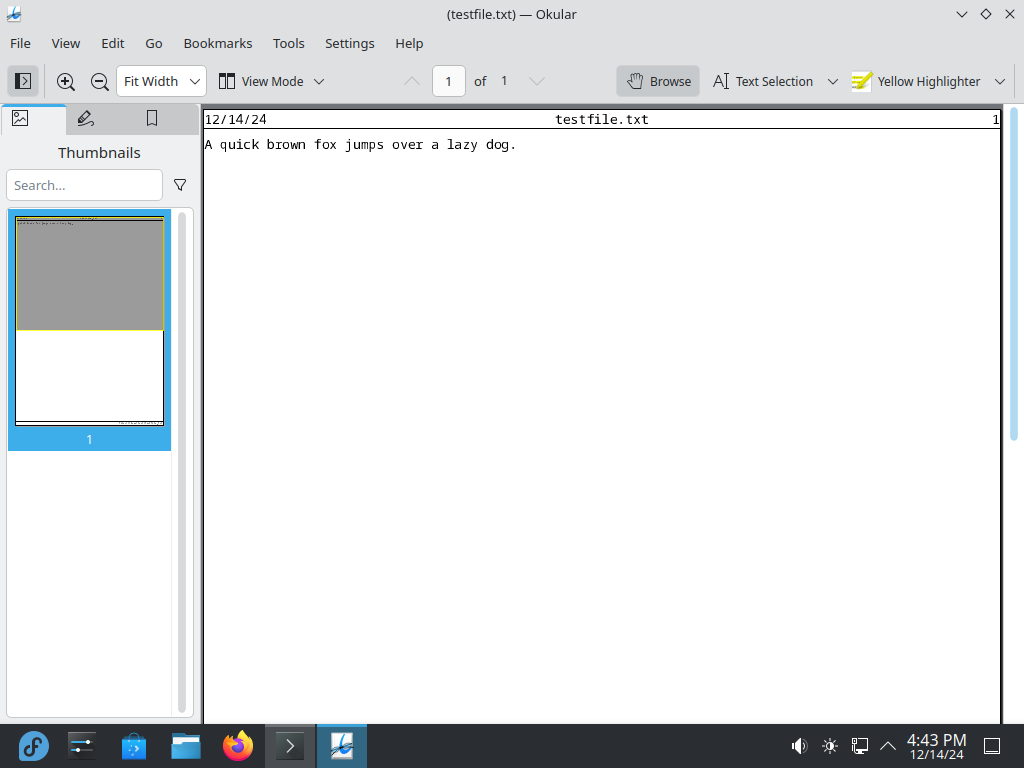 (testfile.txt) — Okular
File View Edit Go Bookmarks Tools Settings Help
Fit Width View Mode 1 of 1 Browse Text Selection Yellow Highlighter
Thumbnails
Search...
1
12/14/24 testfile.txt 1
A quick brown fox jumps over a lazy dog.
4:43 PM
12/14/24